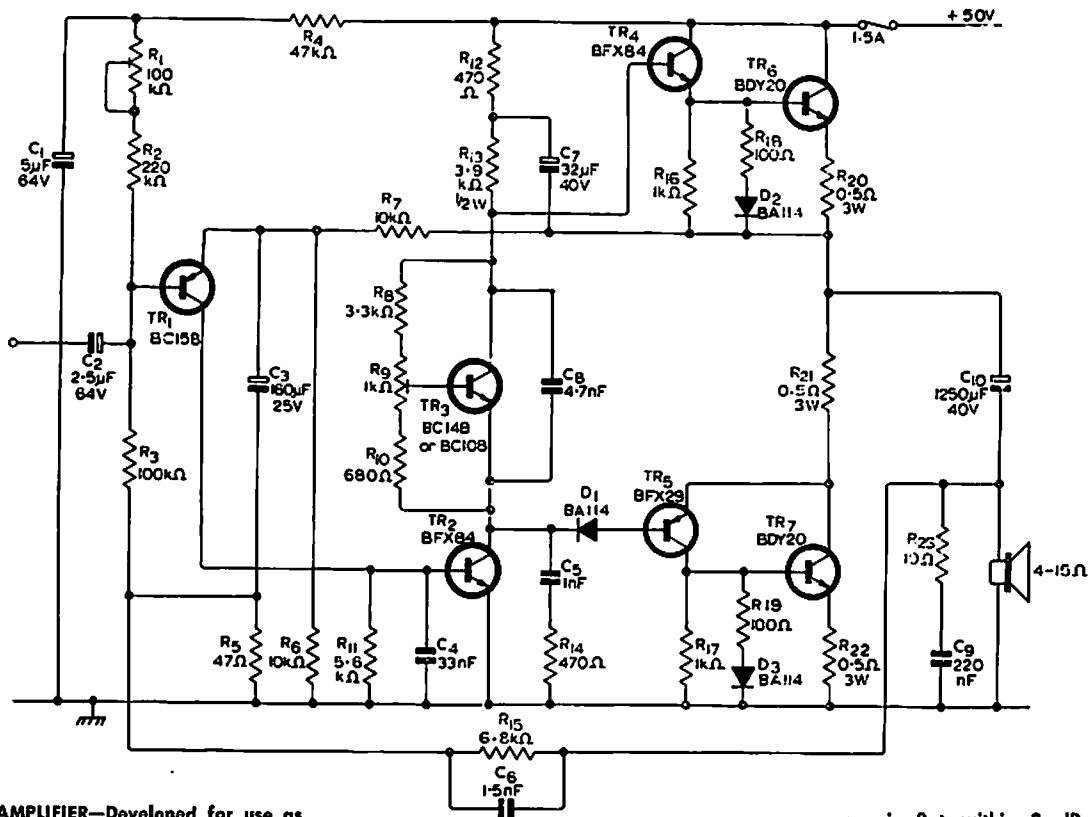 + 50V
1·5A
R4
47kΩ
R1
100
kΩ
R12
470
Ω
TR4
BFX84
TR6
BDY20
C1
5µF
64V
R2
220
kΩ
R13
3·9
kΩ
1/2W
C7
32µF
40V
R18
100Ω
R16
1kΩ
R20
0·5Ω
3W
D2
BA114
R7
10kΩ
TR1
BC158
R8
3·3kΩ
C2
2·5µF
64V
C3
160µF
25V
R9
1kΩ
TR3
BC148
or BC108
C8
4·7nF
R21
0·5Ω
3W
C10
1250µF
40V
R3
100kΩ
R10
680Ω
D1
BA114
TR5
BFX29
TR2
BFX84
TR7
BDY20
R23
10Ω
4-15Ω
C5
1nF
R5
47Ω
R6
10kΩ
R11
5·6
kΩ
C4
33nF
R14
470Ω
R17
1kΩ
R19
100Ω
D3
BA114
R22
0·5Ω
3W
C9
220
nF
R15
6·8kΩ
C6
1·5nF
AMPLIFIER—Developed for use as